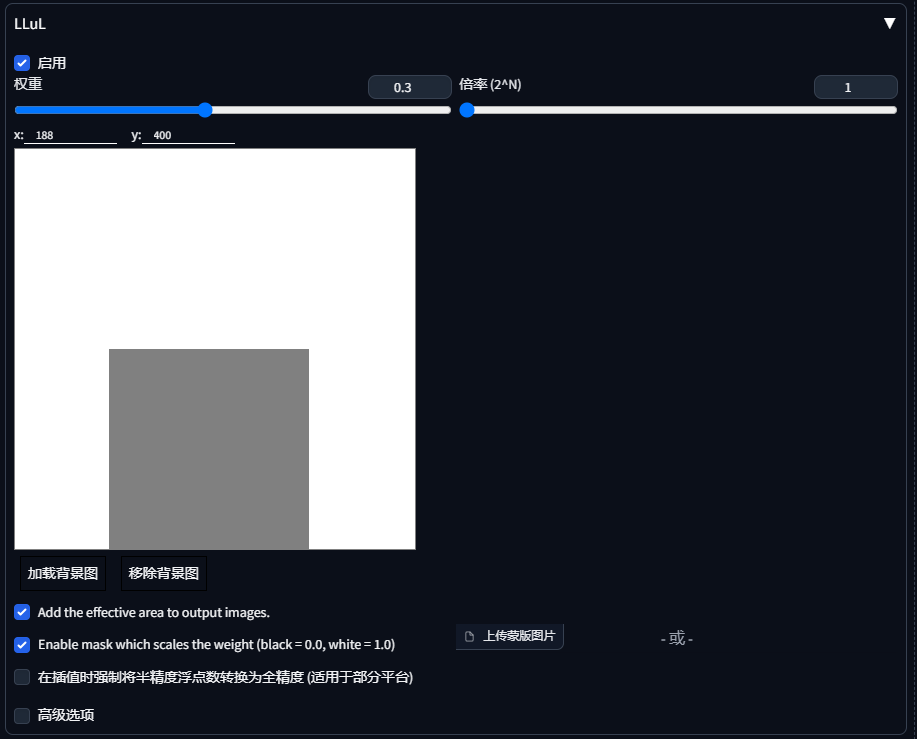 LLuL
启用
权重 0.3 倍率 (2^N) 1
x: 188 y: 400
加载背景图 移除背景图
Add the effective area to output images.
Enable mask which scales the weight (black = 0.0, white = 1.0) 上传蒙版图片 - 或 -
在插值时强制将半精度浮点数转换为全精度 (适用于部分平台)
高级选项